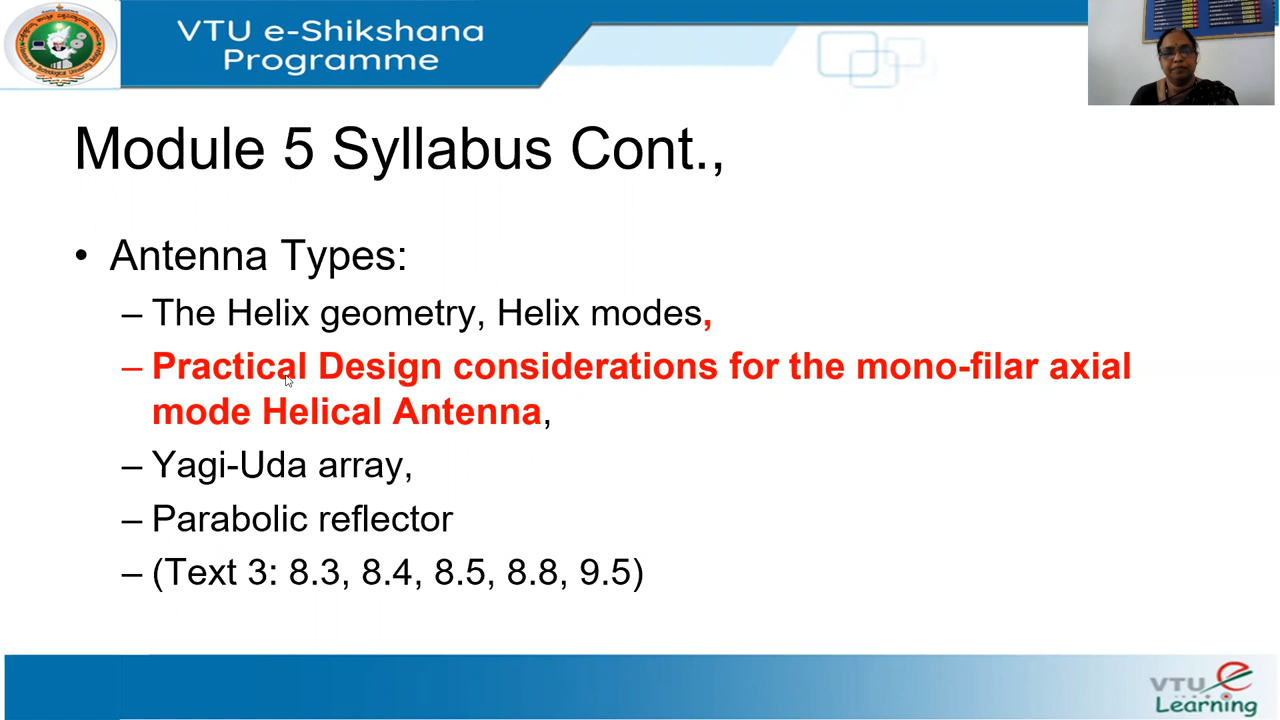 VTU e-Shikshana
Programme
Module 5 Syllabus Cont.,
• Antenna Types:
– The Helix geometry, Helix modes,
– Practical Design considerations for the mono-filar axial
mode Helical Antenna,
– Yagi-Uda array,
– Parabolic reflector
– (Text 3: 8.3, 8.4, 8.5, 8.8, 9.5)
VTU e
Learning